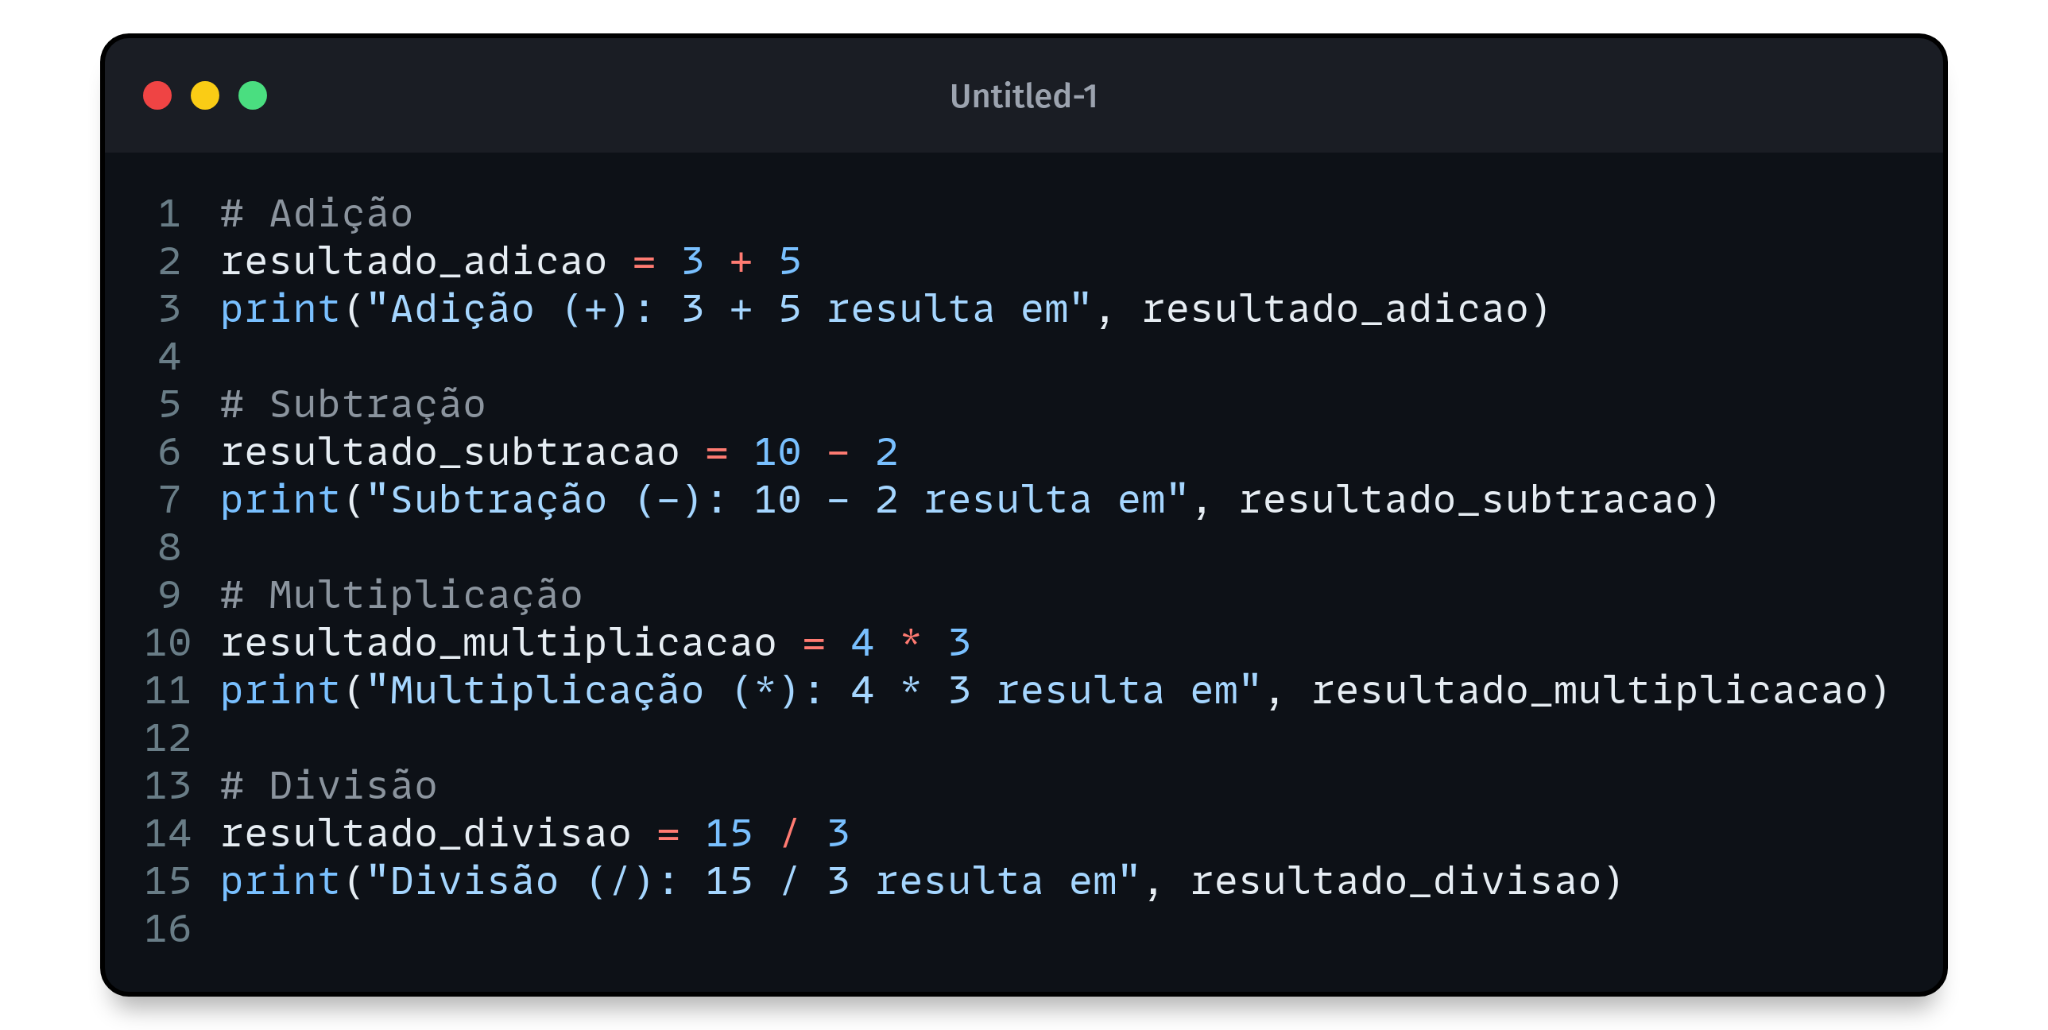 Untitled-1
1 # Adição
2 resultado_adicao = 3 + 5
3 print("Adição (+): 3 + 5 resulta em", resultado_adicao)
4
5 # Subtração
6 resultado_subtracao = 10 - 2
7 print("Subtração (-): 10 - 2 resulta em", resultado_subtracao)
8
9 # Multiplicação
10 resultado_multiplicacao = 4 * 3
11 print("Multiplicação (*): 4 * 3 resulta em", resultado_multiplicacao)
12
13 # Divisão
14 resultado_divisao = 15 / 3
15 print("Divisão (/): 15 / 3 resulta em", resultado_divisao)
16